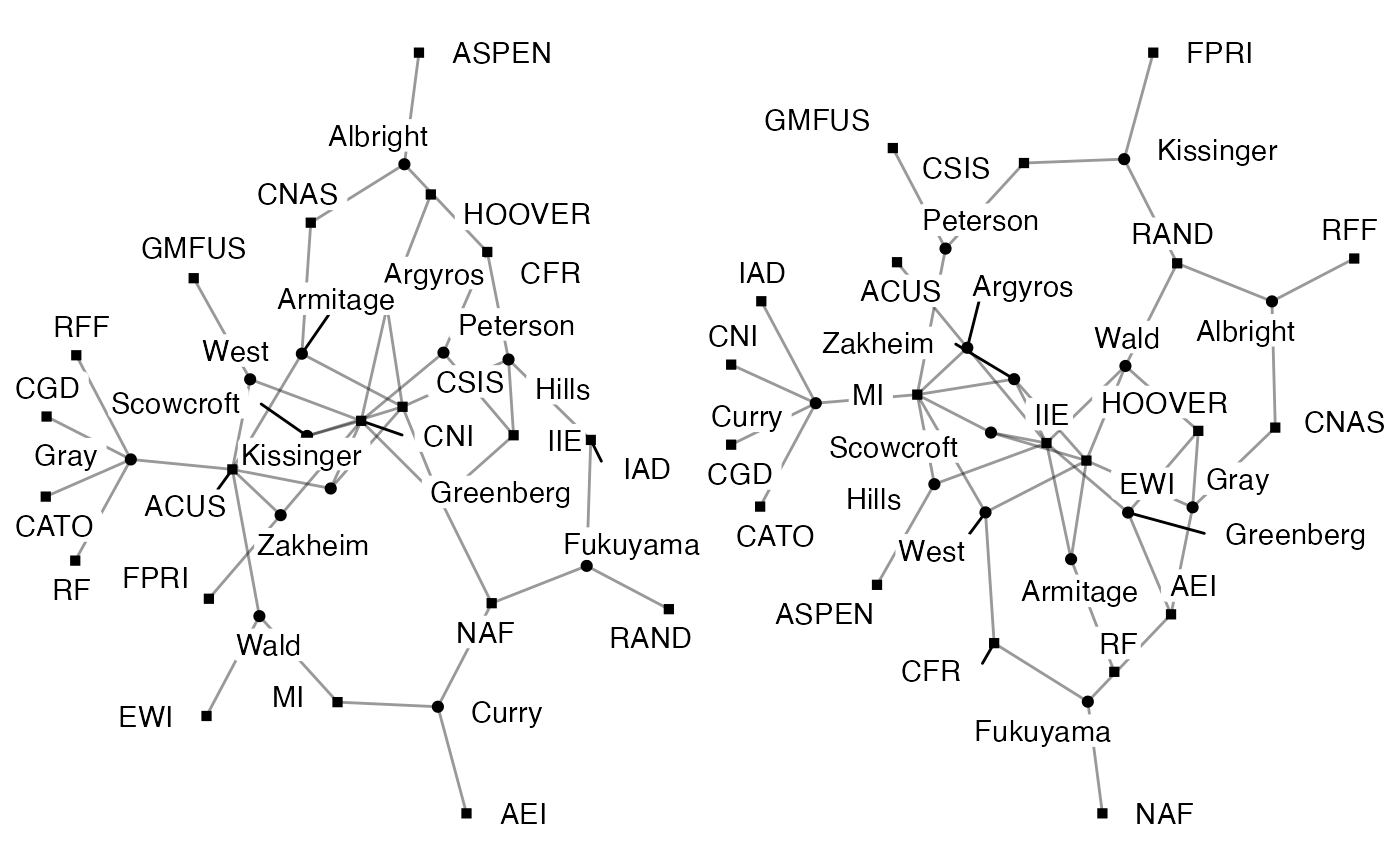 ASPEN
Albright
CNAS
HOOVER
GMFUS
Argyros
CFR
Armitage
RFF
Peterson
West
CGD
CSIS
Hills
Scowcroft
CNI
IIE
Gray
Kissinger
IAD
ACUS
Greenberg
CATO
Zakheim
Fukuyama
FPRI
RF
NAF
RAND
Wald
MI
EWI
Curry
AEI
FPRI
GMFUS
CSIS
Kissinger
Peterson
RAND
RFF
IAD
ACUS
Argyros
CNI
Zakheim
Wald
Albright
MI
IIE
HOOVER
Curry
CNAS
Scowcroft
CGD
Hills
EWI
Gray
CATO
West
Greenberg
ASPEN
Armitage
AEI
CFR
RF
Fukuyama
NAF